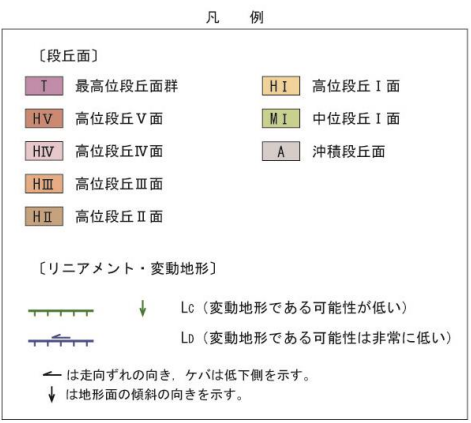 凡 例
〔段丘面〕
T 最高位段丘面群
HⅤ 高位段丘Ⅴ面
HⅣ 高位段丘Ⅳ面
HⅢ 高位段丘Ⅲ面
HⅡ 高位段丘Ⅱ面
HⅠ 高位段丘Ⅰ面
MⅠ 中位段丘Ⅰ面
A 沖積段丘面
〔リニアメント・変動地形〕
LC（変動地形である可能性が低い）
LD（変動地形である可能性は非常に低い）
は走向ずれの向き，ケバは低下側を示す。
は地形面の傾斜の向きを示す。